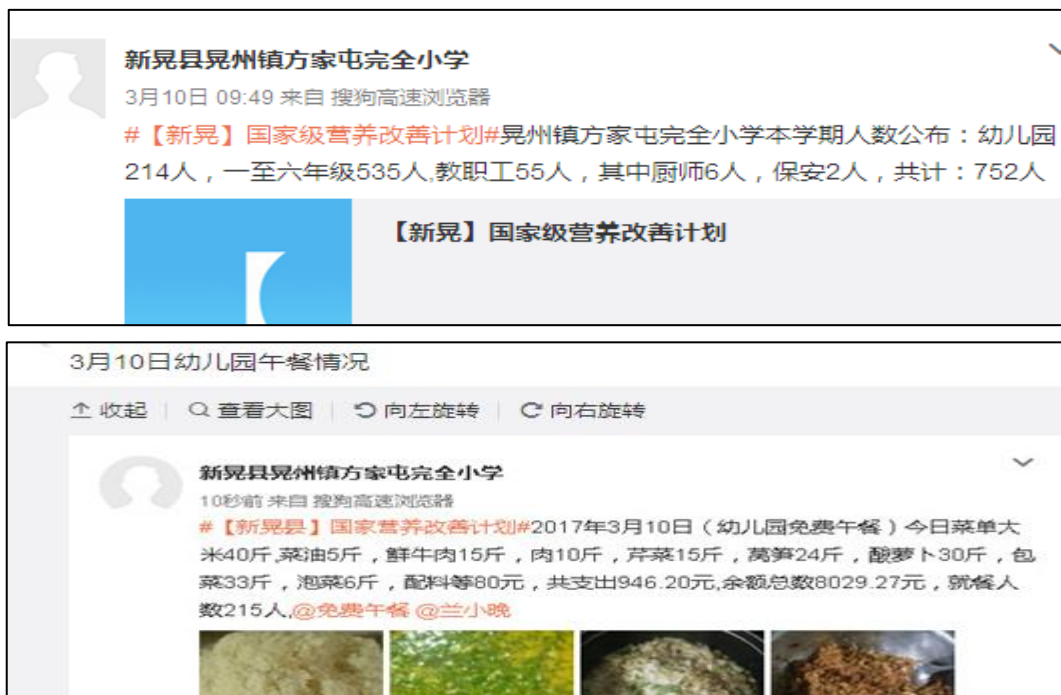 新晃县晃州镇方家屯完全小学
3月10日 09:49 来自 搜狗高速浏览器
#【新晃】国家级营养改善计划#晃州镇方家屯完全小学本学期人数公布：幼儿园
214人，一至六年级535人,教职工55人，其中厨师6人，保安2人，共计：752人
【新晃】国家级营养改善计划
3月10日幼儿园午餐情况
收起 查看大图 向左旋转 向右旋转
新晃县晃州镇方家屯完全小学
10秒前 来自 搜狗高速浏览器
#【新晃县】国家营养改善计划#2017年3月10日（幼儿园免费午餐）今日菜单大
米40斤,菜油5斤，鲜牛肉15斤，肉10斤，芹菜15斤，莴笋24斤，酸萝卜30斤，包
菜33斤，泡菜6斤，配料等80元，共支出946.20元,余额总数8029.27元，就餐人
数215人,@免费午餐 @兰小晚